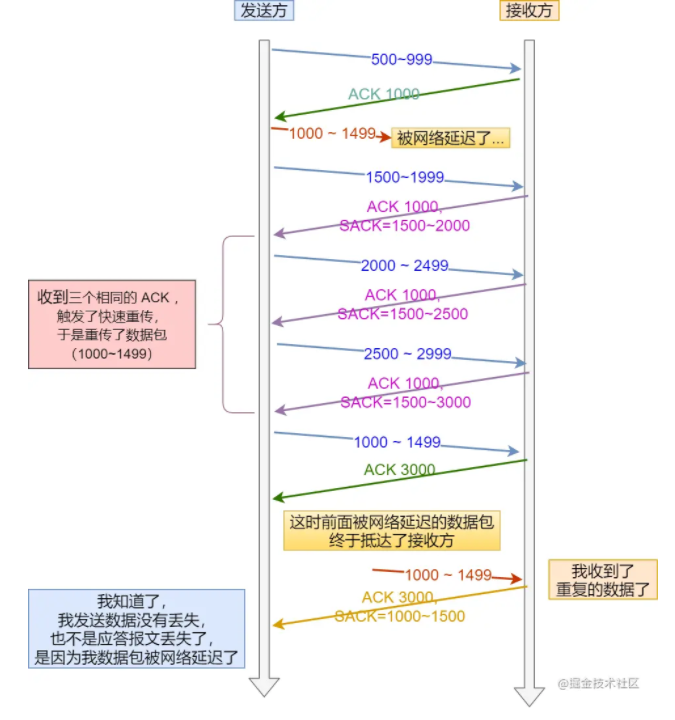 发送方
接收方
500~999
ACK 1000
1000 ~ 1499
被网络延迟了...
1500~1999
ACK 1000,
SACK=1500~2000
2000 ~ 2499
ACK 1000,
SACK=1500~2500
收到三个相同的 ACK ，
触发了快速重传，
于是重传了数据包
（1000~1499）
2500 ~ 2999
ACK 1000,
SACK=1500~3000
1000 ~ 1499
ACK 3000
这时前面被网络延迟的数据包
终于抵达了接收方
1000 ~ 1499
我收到了
重复的数据了
ACK 3000,
SACK=1000~1500
我知道了，
我发送数据没有丢失，
也不是应答报文丢失了，
是因为我数据包被网络延迟了
@掘金技术社区